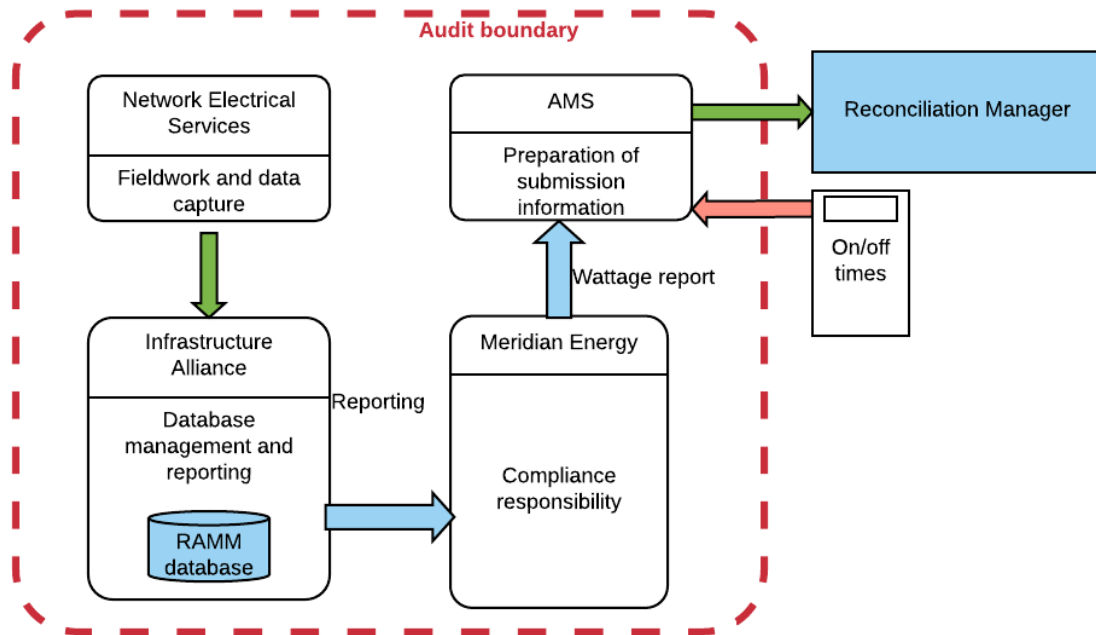 Audit boundary
Network Electrical
Services
Fieldwork and data
capture
AMS
Preparation of
submission
information
Reconciliation Manager
On/off
times
Wattage report
Infrastructure
Alliance
Database
management and
reporting
RAMM
database
Reporting
Meridian Energy
Compliance
responsibility